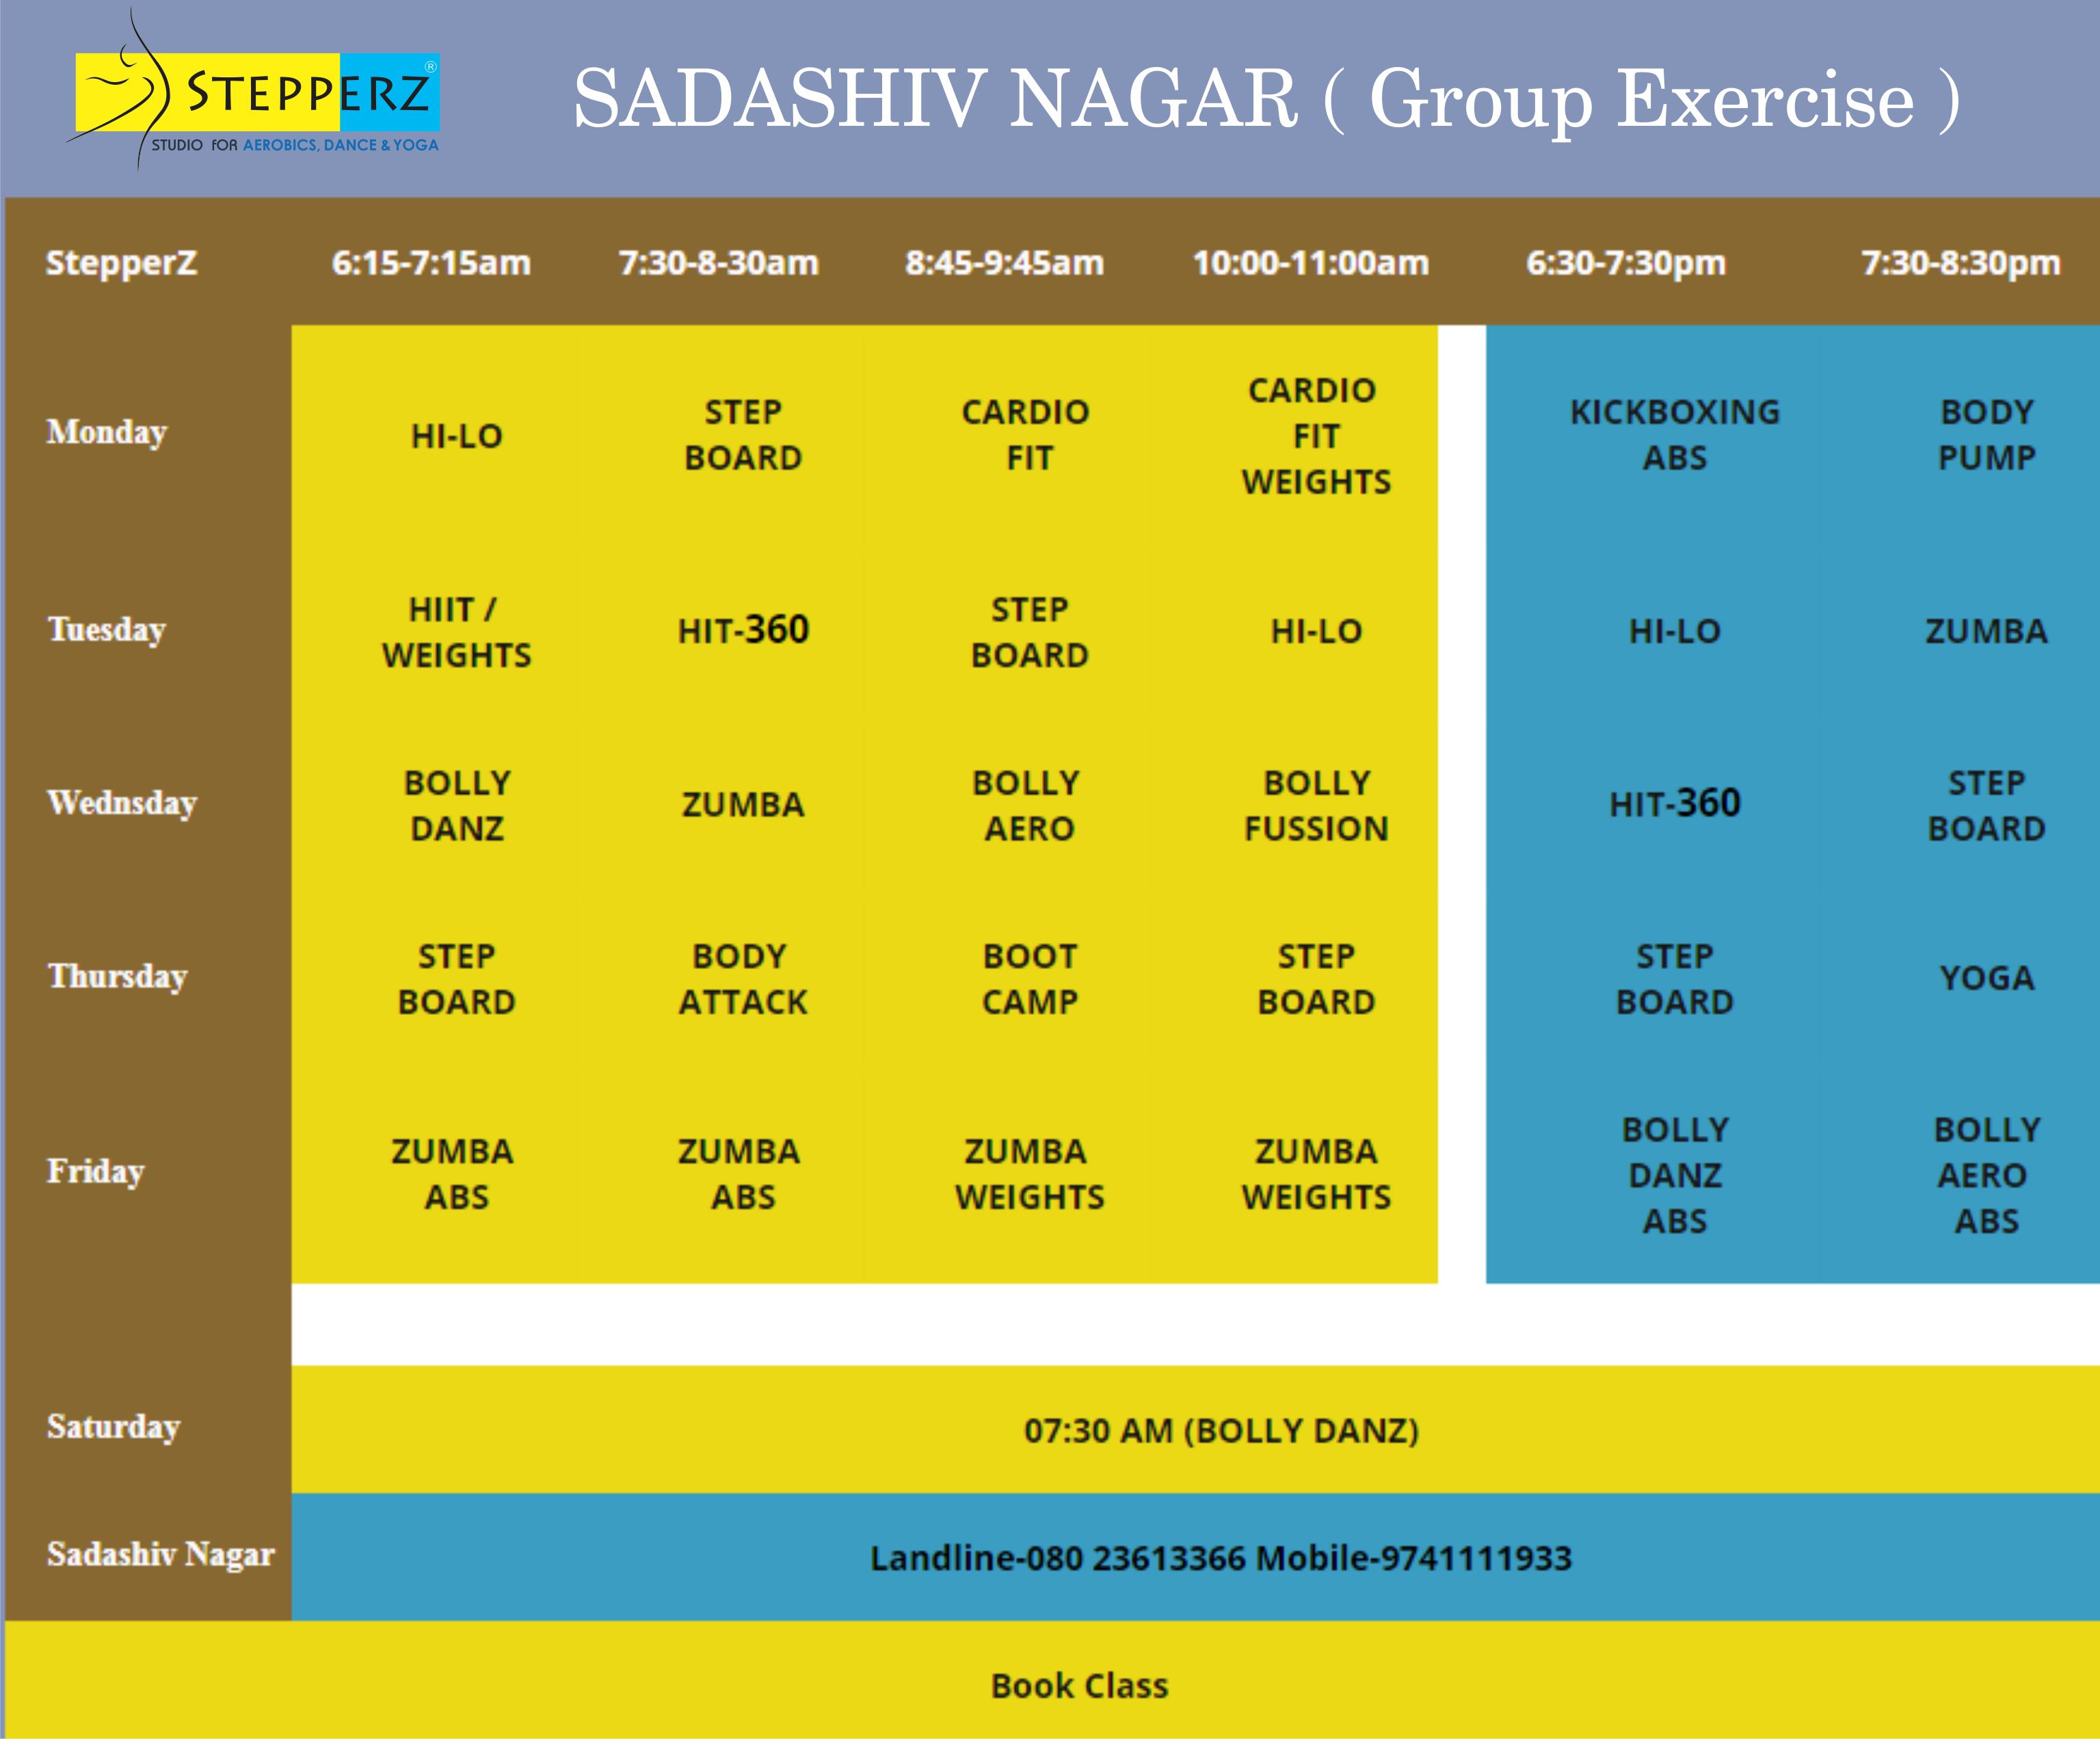 STEPPERZ®
STUDIO FOR AEROBICS, DANCE & YOGA
SADASHIV NAGAR ( Group Exercise )
StepperZ 6:15-7:15am 7:30-8-30am 8:45-9:45am 10:00-11:00am 6:30-7:30pm 7:30-8:30pm
Monday
HI-LO
STEP
BOARD
CARDIO
FIT
CARDIO
FIT
WEIGHTS
KICKBOXING
ABS
BODY
PUMP
Tuesday
HIIT /
WEIGHTS
HIT-360
STEP
BOARD
HI-LO
HI-LO
ZUMBA
Wednsday
BOLLY
DANZ
ZUMBA
BOLLY
AERO
BOLLY
FUSSION
HIT-360
STEP
BOARD
Thursday
STEP
BOARD
BODY
ATTACK
BOOT
CAMP
STEP
BOARD
STEP
BOARD
YOGA
Friday
ZUMBA
ABS
ZUMBA
ABS
ZUMBA
WEIGHTS
ZUMBA
WEIGHTS
BOLLY
DANZ
ABS
BOLLY
AERO
ABS
Saturday
07:30 AM (BOLLY DANZ)
Sadashiv Nagar
Landline-080 23613366 Mobile-9741111933
Book Class